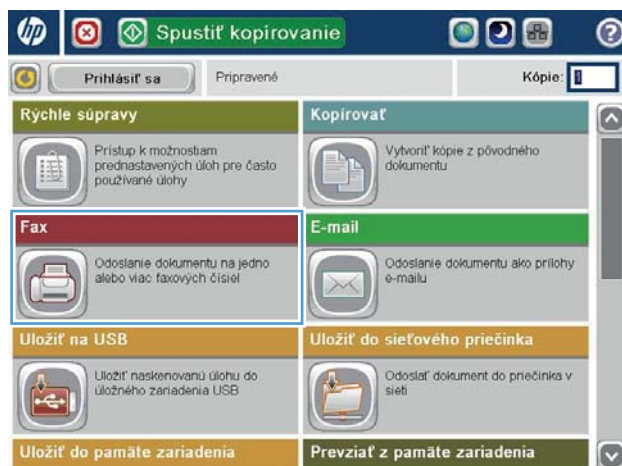 hp
Spustiť kopírovanie
?
Prihlásiť sa
Pripravené
Kópie: 1
Rýchle súpravy
Prístup k možnostiam
prednastavených úloh pre často
používané úlohy
Kopírovať
Vytvoriť kópie z pôvodného
dokumentu
Fax
Odoslanie dokumentu na jedno
alebo viac faxových čísiel
E-mail
Odoslanie dokumentu ako prílohy
e-mailu
Uložiť na USB
Uložiť naskenovanú úlohu do
úložného zariadenia USB
Uložiť do sieťového priečinka
Odoslať dokument do priečinka v
sieti
Uložiť do pamäte zariadenia
Prevziať z pamäte zariadenia